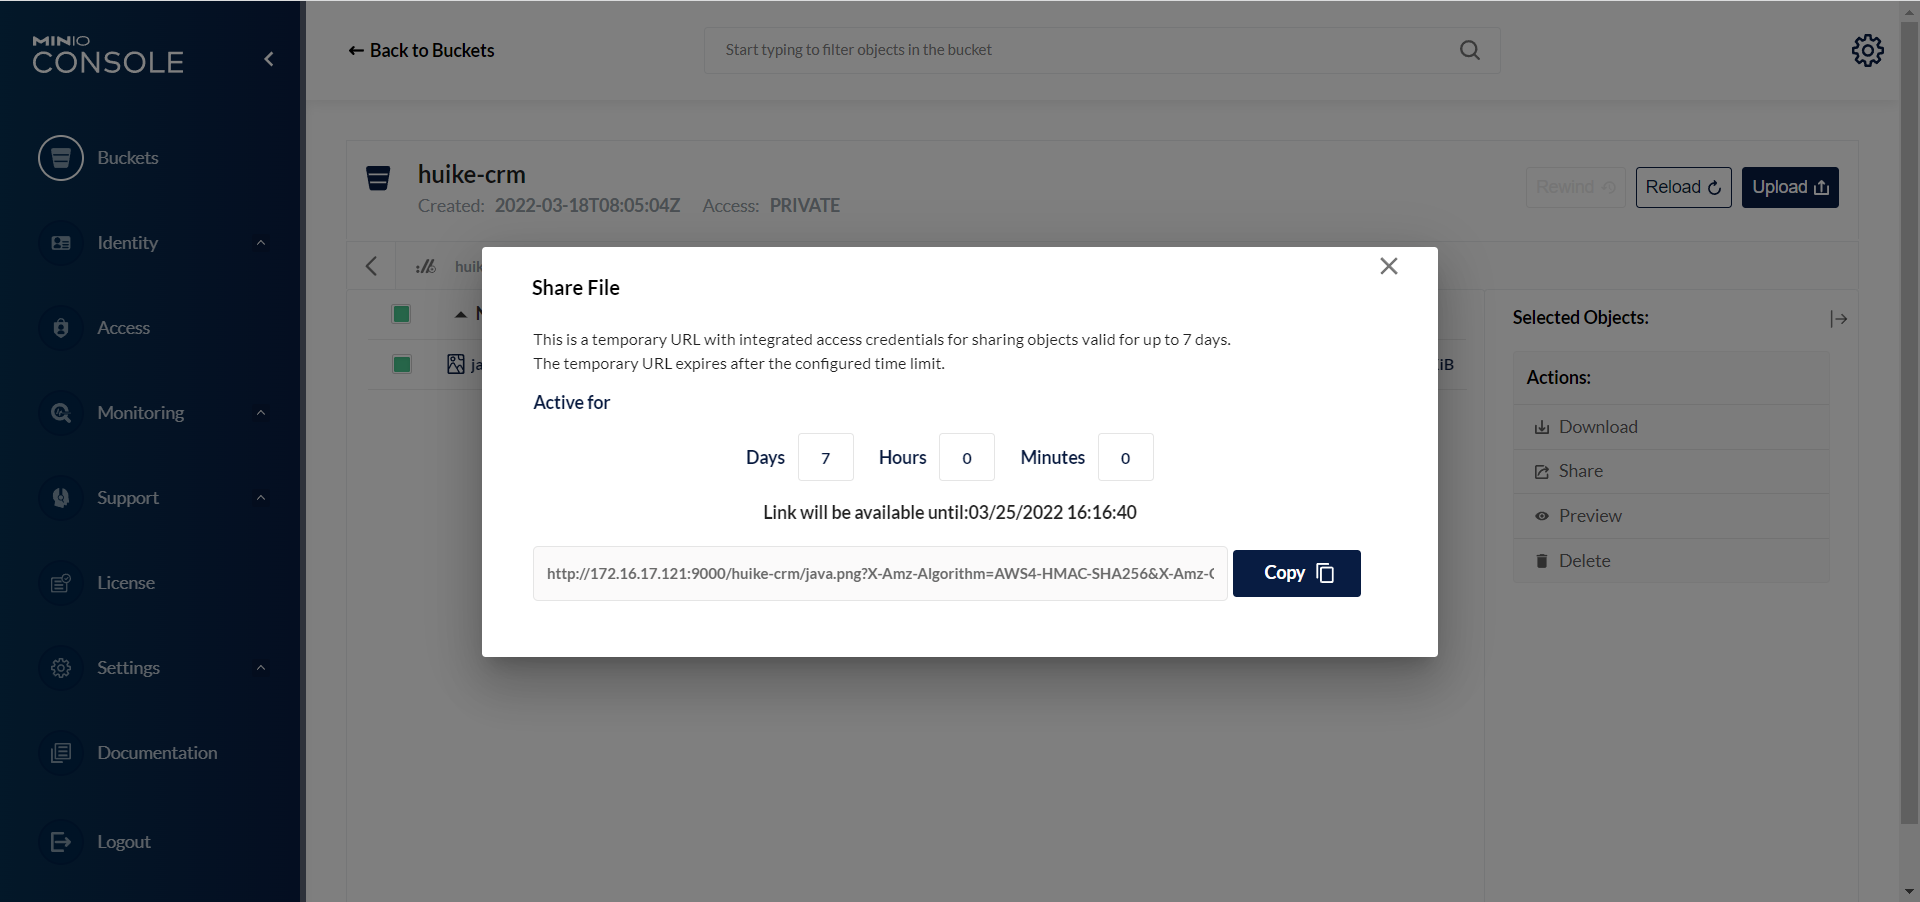 MINIO
CONSOLE
Buckets
Identity
Access
Monitoring
Support
License
Settings
Documentation
Logout
Back to Buckets
Start typing to filter objects in the bucket
huike-crm
Created: 2022-03-18T08:05:04Z Access: PRIVATE
Rewind
Reload
Upload
Share File
This is a temporary URL with integrated access credentials for sharing objects valid for up to 7 days.
The temporary URL expires after the configured time limit.
Active for
Days 7 Hours 0 Minutes 0
Link will be available until:03/25/2022 16:16:40
http://172.16.17.121:9000/huike-crm/java.png?X-Amz-Algorithm=AWS4-HMAC-SHA256&X-Amz-
Copy
Selected Objects:
Actions:
Download
Share
Preview
Delete